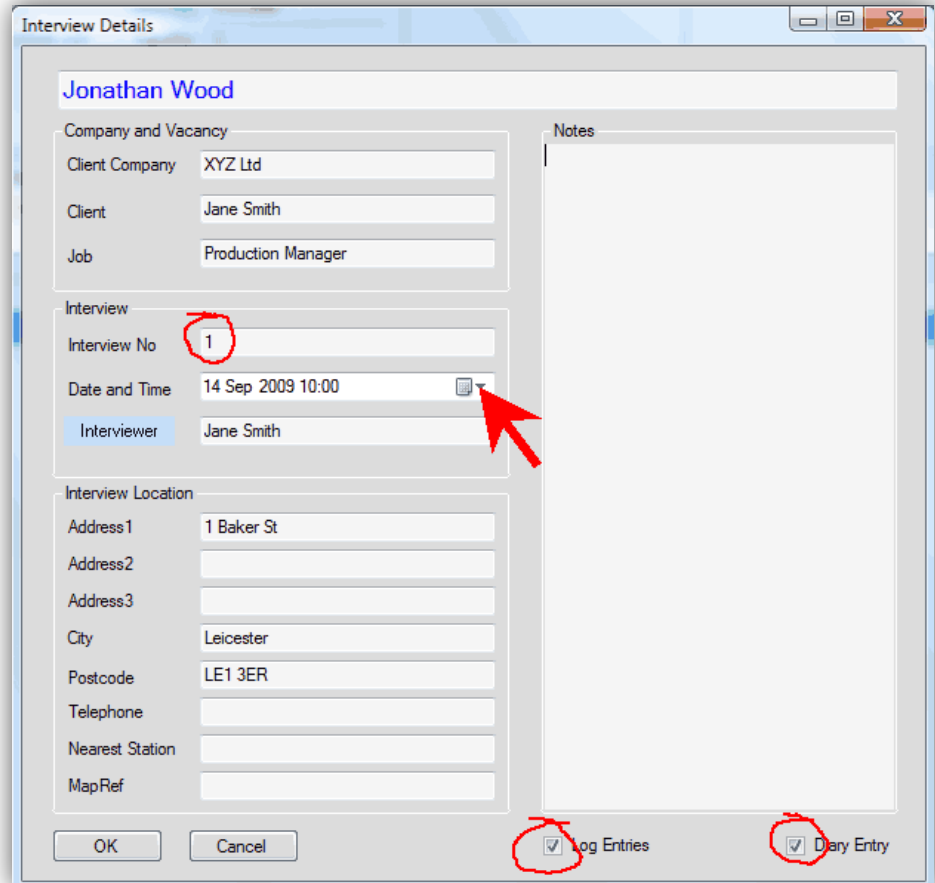 Interview Details
Jonathan Wood
Company and Vacancy
Client Company XYZ Ltd
Client Jane Smith
Job Production Manager
Interview
Interview No 1
Date and Time 14 Sep 2009 10:00
Interviewer Jane Smith
Interview Location
Address1 1 Baker St
Address2
Address3
City Leicester
Postcode LE1 3ER
Telephone
Nearest Station
MapRef
Notes
OK Cancel Log Entries Diary Entry